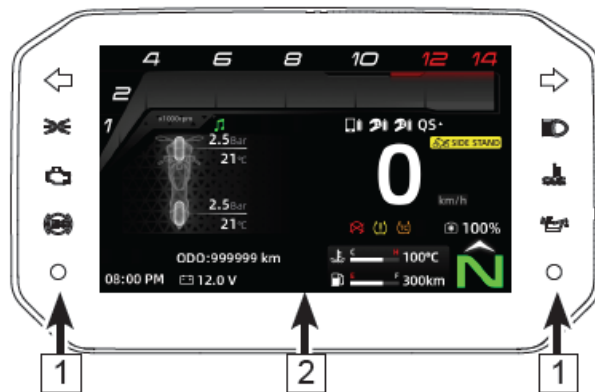 4 6 8 10 12 14
2
1
x1000rpm
QS
2.5Bar
SIDE STAND
21℃
0
km/h
2.5Bar
21℃
100%
ODO:999999 km
C H 100°C
N
08:00 PM 12.0 V
E F 300km
1 2 1